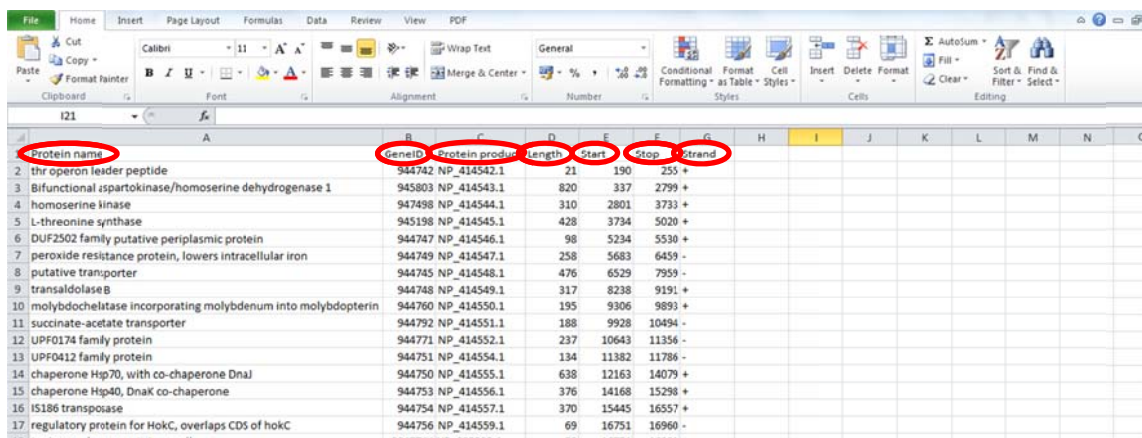 File Home Insert Page Layout Formulas Data Review View PDF
Paste
Cut
Copy
Format Painter
Clipboard
Calibri 11 A A
B I U A
Font
Wrap Text
Merge & Center
Alignment
General
% , .0 .00 .00 .0
Number
Conditional Formatting Format as Table Cell Styles
Styles
Insert Delete Format
Cells
Σ AutoSum
Fill
Clear
Sort & Filter Find & Select
Editing
I21 fx
A B C D E F G H I J K L M N
1 Protein name GeneID Protein produc Length Start Stop Strand
2 thr operon leader peptide 944742 NP_414542.1 21 190 255 +
3 Bifunctional aspartokinase/homoserine dehydrogenase 1 945803 NP_414543.1 820 337 2799 +
4 homoserine kinase 947498 NP_414544.1 310 2801 3733 +
5 L-threonine synthase 945198 NP_414545.1 428 3734 5020 +
6 DUF2502 family putative periplasmic protein 944747 NP_414546.1 98 5234 5530 +
7 peroxide resistance protein, lowers intracellular iron 944749 NP_414547.1 258 5683 6459 -
8 putative transporter 944745 NP_414548.1 476 6529 7959 -
9 transaldolase B 944748 NP_414549.1 317 8238 9191 +
10 molybdochelatase incorporating molybdenum into molybdopterin 944760 NP_414550.1 195 9306 9893 +
11 succinate-acetate transporter 944792 NP_414551.1 188 9928 10494 -
12 UPF0174 family protein 944771 NP_414552.1 237 10643 11356 -
13 UPF0412 family protein 944751 NP_414554.1 134 11382 11786 -
14 chaperone Hsp70, with co-chaperone DnaJ 944750 NP_414555.1 638 12163 14079 +
15 chaperone Hsp40, DnaK co-chaperone 944753 NP_414556.1 376 14168 15298 +
16 IS186 transposase 944754 NP_414557.1 370 15445 16557 +
17 regulatory protein for HokC, overlaps CDS of hokC 944756 NP_414559.1 69 16751 16960 -